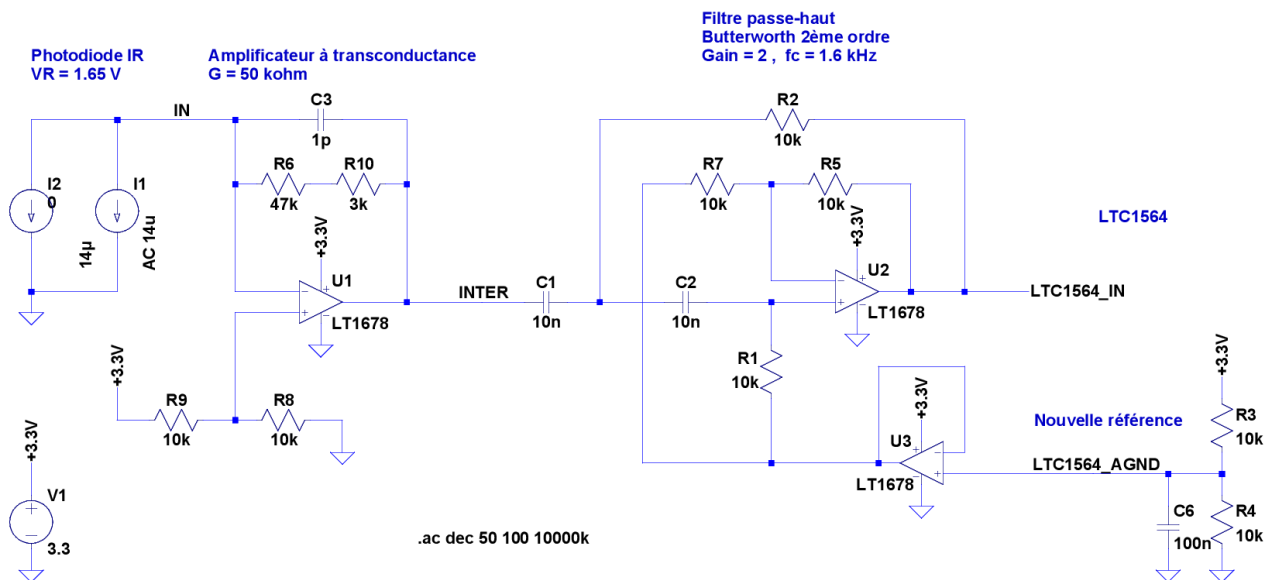 Filtre passe-haut
Butterworth 2ème ordre
Gain = 2 , fc = 1.6 kHz
Photodiode IR
VR = 1.65 V
Amplificateur à transconductance
G = 50 kohm
IN
C3
1p
R2
10k
R6
47k
R10
3k
R7
10k
R5
10k
I2
0
I1
14µ
AC 14u
+3.3V
U1
LT1678
INTER
C1
10n
C2
10n
+3.3V
U2
LT1678
LTC1564
LTC1564_IN
R1
10k
+3.3V
R9
10k
R8
10k
+3.3V
U3
LT1678
Nouvelle référence
LTC1564_AGND
+3.3V
R3
10k
R4
10k
C6
100n
+3.3V
V1
3.3
.ac dec 50 100 10000k